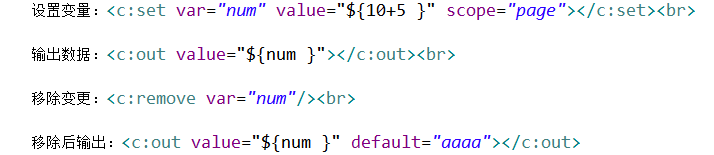 设置变量：<c:set var="num" value="${10+5 }" scope="page"></c:set><br>
输出数据：<c:out value="${num }"></c:out><br>
移除变更：<c:remove var="num"/><br>
移除后输出：<c:out value="${num }" default="aaaa"></c:out>